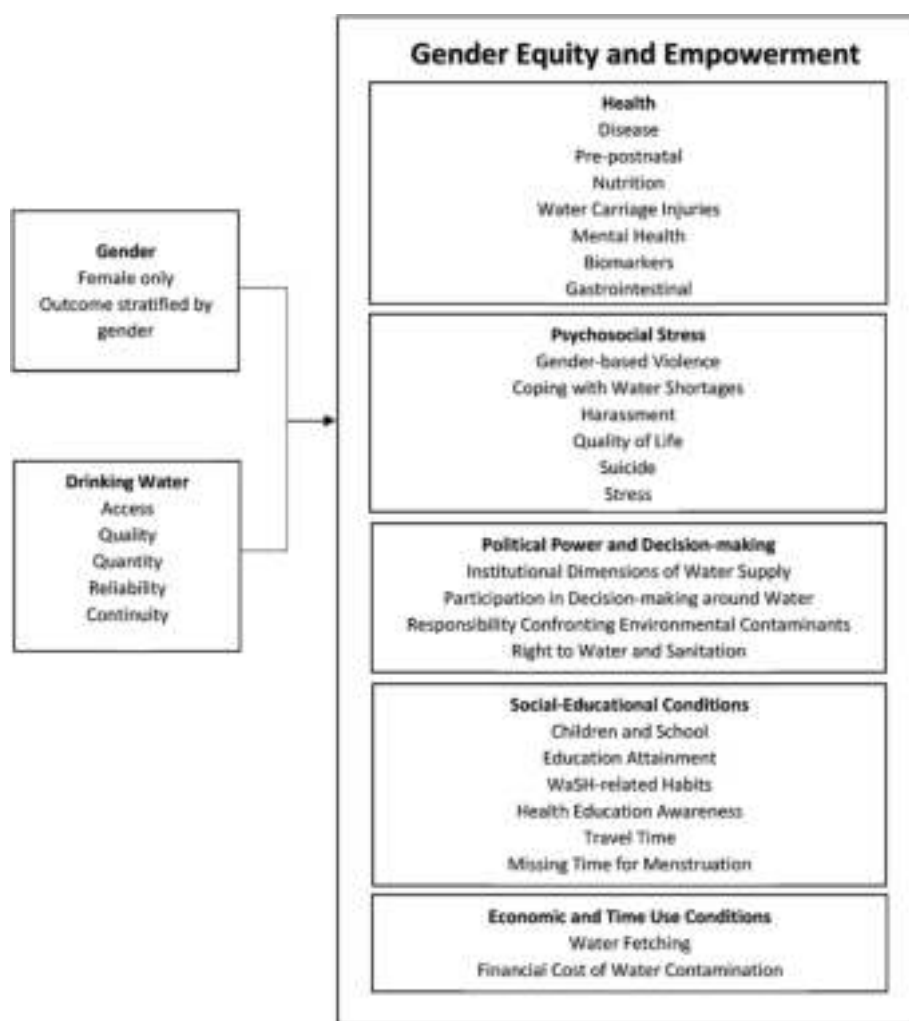 Gender Equity and Empowerment
Health
Disease
Pre-postnatal
Nutrition
Water Carriage Injuries
Mental Health
Biomarkers
Gastrointestinal
Gender
Female only
Outcome stratified by
gender
Psychosocial Stress
Gender-based Violence
Coping with Water Shortages
Harassment
Quality of Life
Suicide
Stress
Drinking Water
Access
Quality
Quantity
Reliability
Continuity
Political Power and Decision-making
Institutional Dimensions of Water Supply
Participation in Decision-making around Water
Responsibility Confronting Environmental Contaminants
Right to Water and Sanitation
Social-Educational Conditions
Children and School
Education Attainment
WaSH-related Habits
Health Education Awareness
Travel Time
Missing Time for Menstruation
Economic and Time Use Conditions
Water Fetching
Financial Cost of Water Contamination